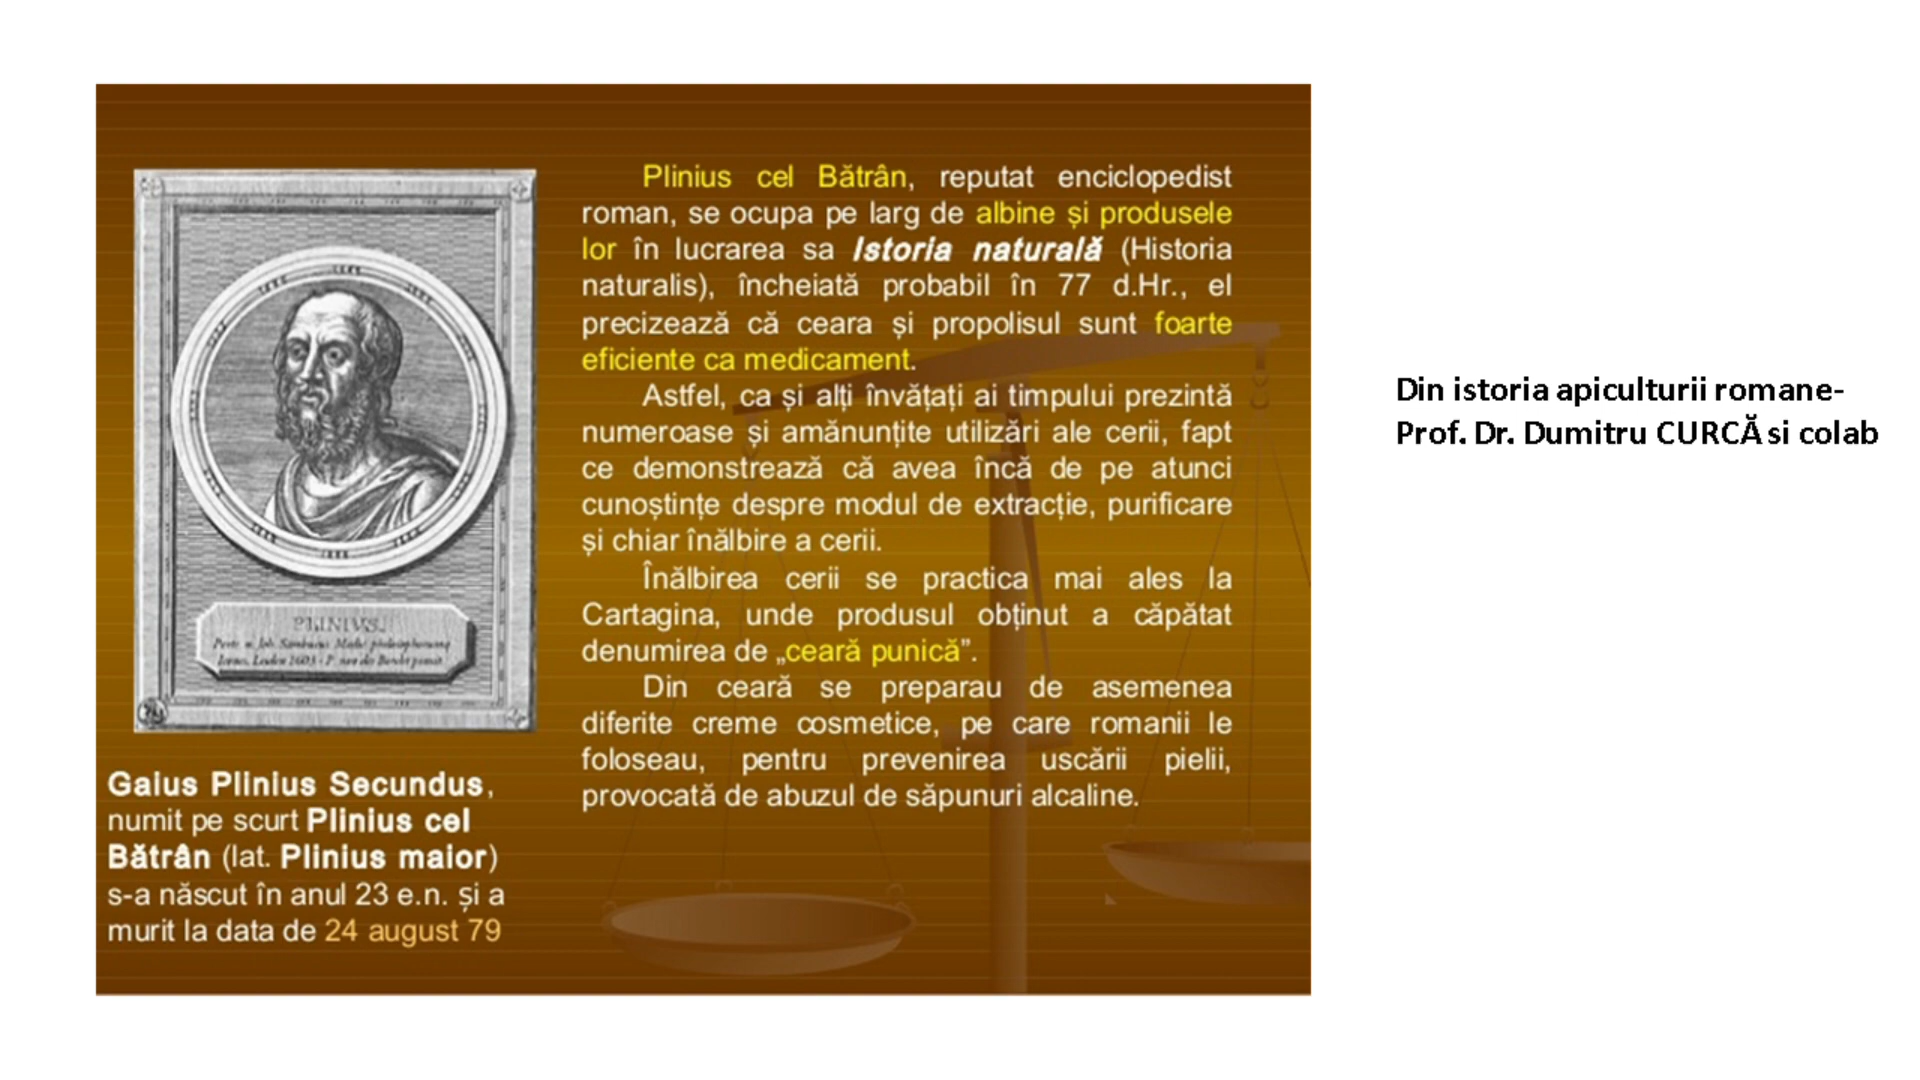 Plinius cel Bătrân, reputat enciclopedist
roman, se ocupa pe larg de albine și produsele
lor în lucrarea sa Istoria naturală (Historia
naturalis), încheiată probabil în 77 d.Hr., el
precizează că ceara și propolisul sunt foarte
eficiente ca medicament.
Astfel, ca și alți învățați ai timpului prezintă
numeroase și amănunțite utilizări ale cerii, fapt
ce demonstrează că avea încă de pe atunci
cunoștințe despre modul de extracție, purificare
și chiar înălbire a cerii.
Înălbirea cerii se practica mai ales la
Cartagina, unde produsul obținut a căpătat
denumirea de „ceară punică”.
Din ceară se preparau de asemenea
diferite creme cosmetice, pe care romanii le
foloseau, pentru prevenirea uscării pielii,
provocată de abuzul de săpunuri alcaline.
PLINIVS.
Gaius Plinius Secundus,
numit pe scurt Plinius cel
Bătrân (lat. Plinius maior)
s-a născut în anul 23 e.n. și a
murit la data de 24 august 79
Din istoria apiculturii romane-
Prof. Dr. Dumitru CURCĂ si colab